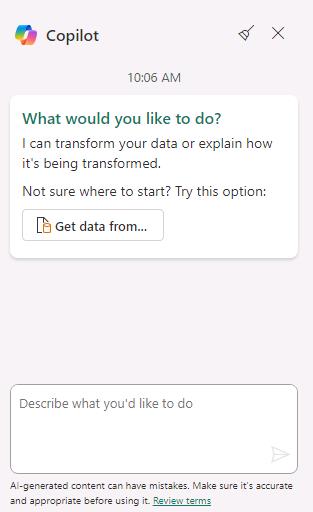 Copilot
10:06 AM
What would you like to do?
I can transform your data or explain how
it's being transformed.
Not sure where to start? Try this option:
Get data from...
Describe what you'd like to do
AI-generated content can have mistakes. Make sure it's accurate
and appropriate before using it. Review terms